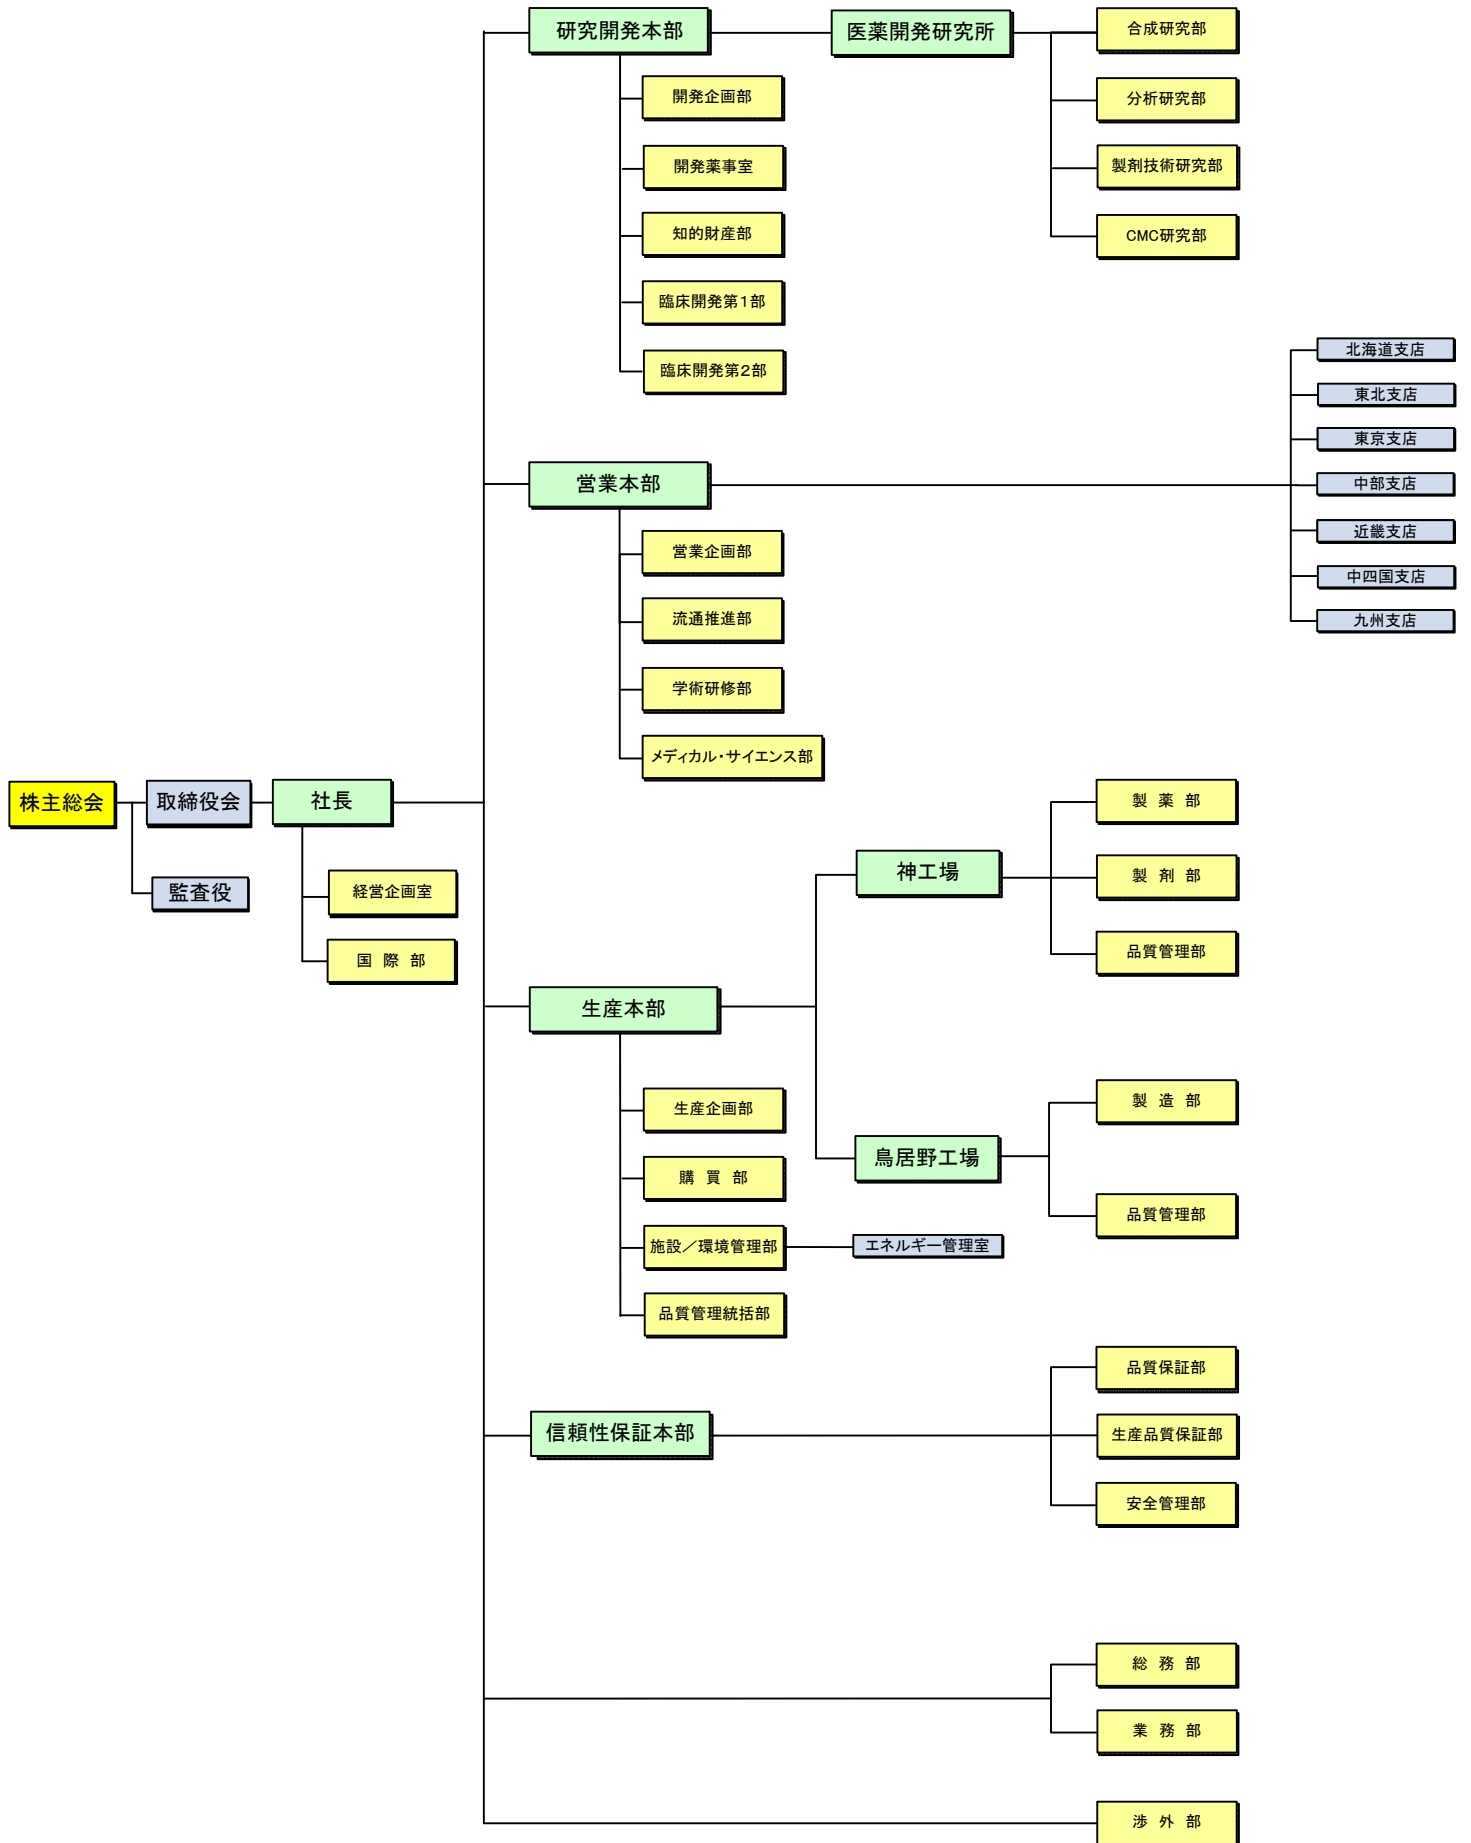 株主総会
取締役会
監査役
社長
経営企画室
国 際 部
研究開発本部
開発企画部
開発薬事室
知的財産部
臨床開発第1部
臨床開発第2部
医薬開発研究所
合成研究部
分析研究部
製剤技術研究部
CMC研究部
営業本部
営業企画部
流通推進部
学術研修部
メディカル・サイエンス部
北海道支店
東北支店
東京支店
中部支店
近畿支店
中四国支店
九州支店
生産本部
生産企画部
購 買 部
施設／環境管理部
エネルギー管理室
品質管理統括部
神工場
製 薬 部
製 剤 部
品質管理部
鳥居野工場
製 造 部
品質管理部
信頼性保証本部
品質保証部
生産品質保証部
安全管理部
総 務 部
業 務 部
渉 外 部